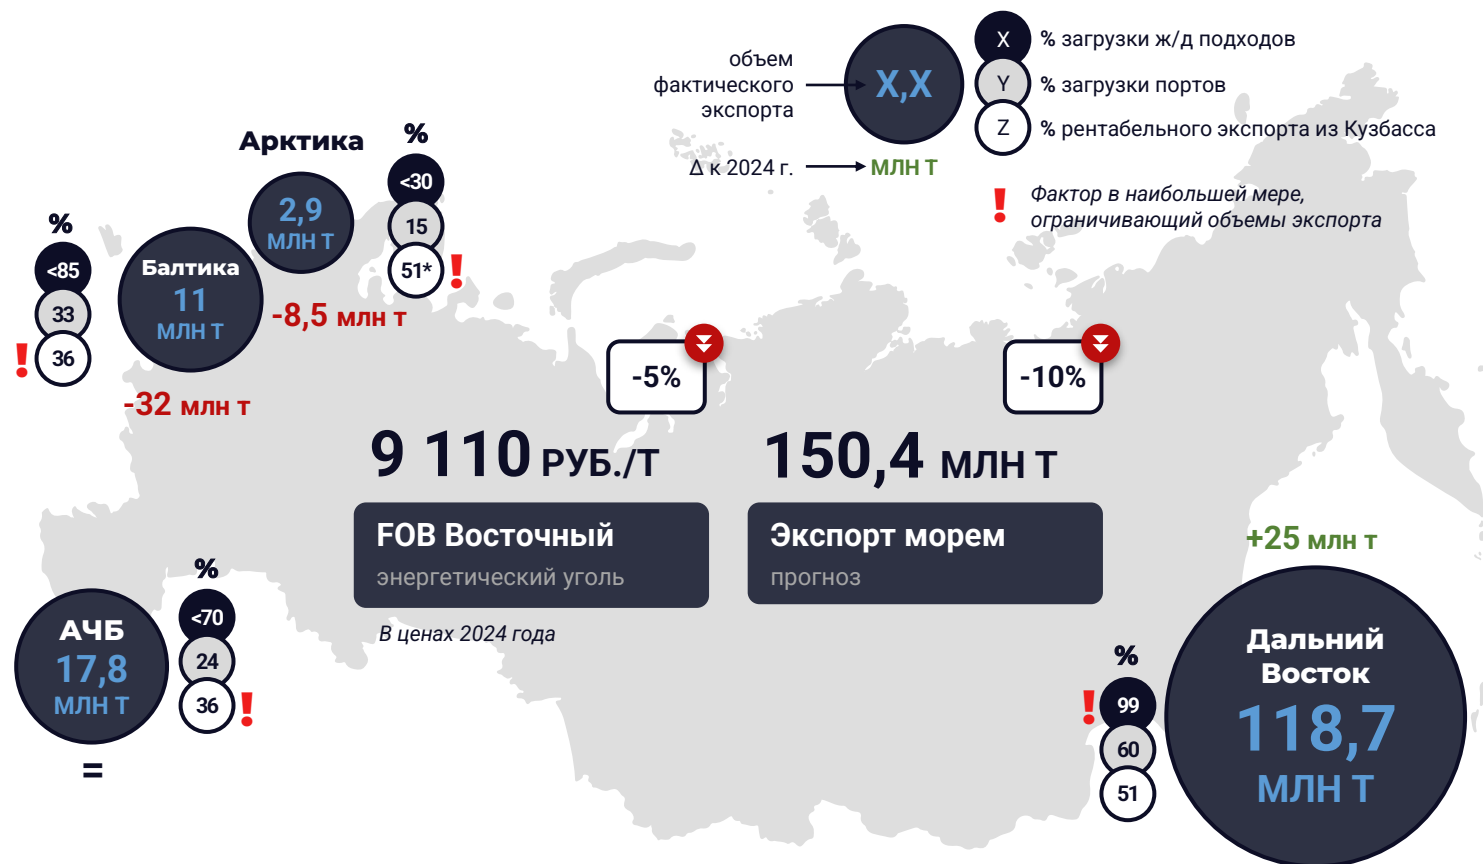 объем
фактического
экспорта
X,X
X
% загрузки ж/д подходов
Y
% загрузки портов
Z
% рентабельного экспорта из Кузбасса
Δ к 2024 г.
МЛН Т
!
Фактор в наибольшей мере,
ограничивающий объемы экспорта
Арктика
2,9
МЛН Т
%
<30
15
51*
!
-8,5 млн т
%
<85
33
36
!
Балтика
11
МЛН Т
-32 млн т
-5%
9 110 РУБ./Т
FOB Восточный
энергетический уголь
В ценах 2024 года
-10%
150,4 МЛН Т
Экспорт морем
прогноз
АЧБ
17,8
МЛН Т
=
%
<70
24
36
!
+25 млн т
Дальний
Восток
118,7
МЛН Т
%
!
99
60
51